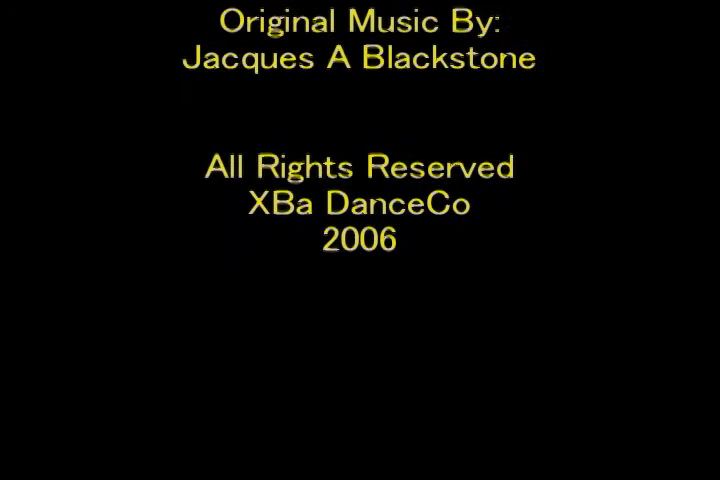 Original Music By:
Jacques A Blackstone
All Rights Reserved
XBa DanceCo
2006